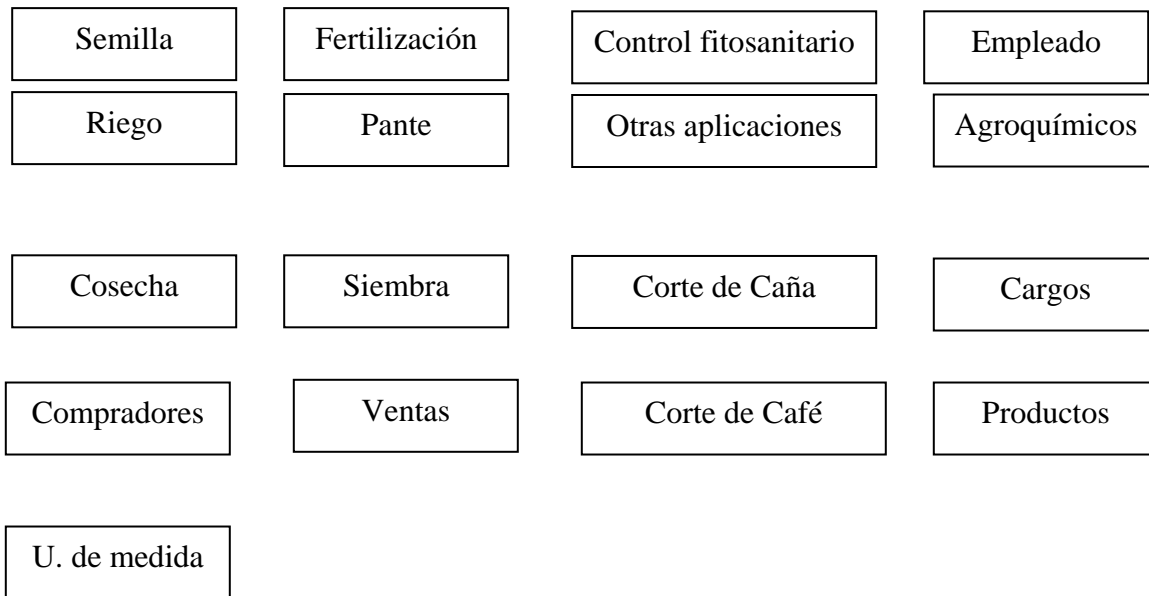 Semilla
Fertilización
Control fitosanitario
Empleado
Riego
Pante
Otras aplicaciones
Agroquímicos
Cosecha
Siembra
Corte de Caña
Cargos
Compradores
Ventas
Corte de Café
Productos
U. de medida